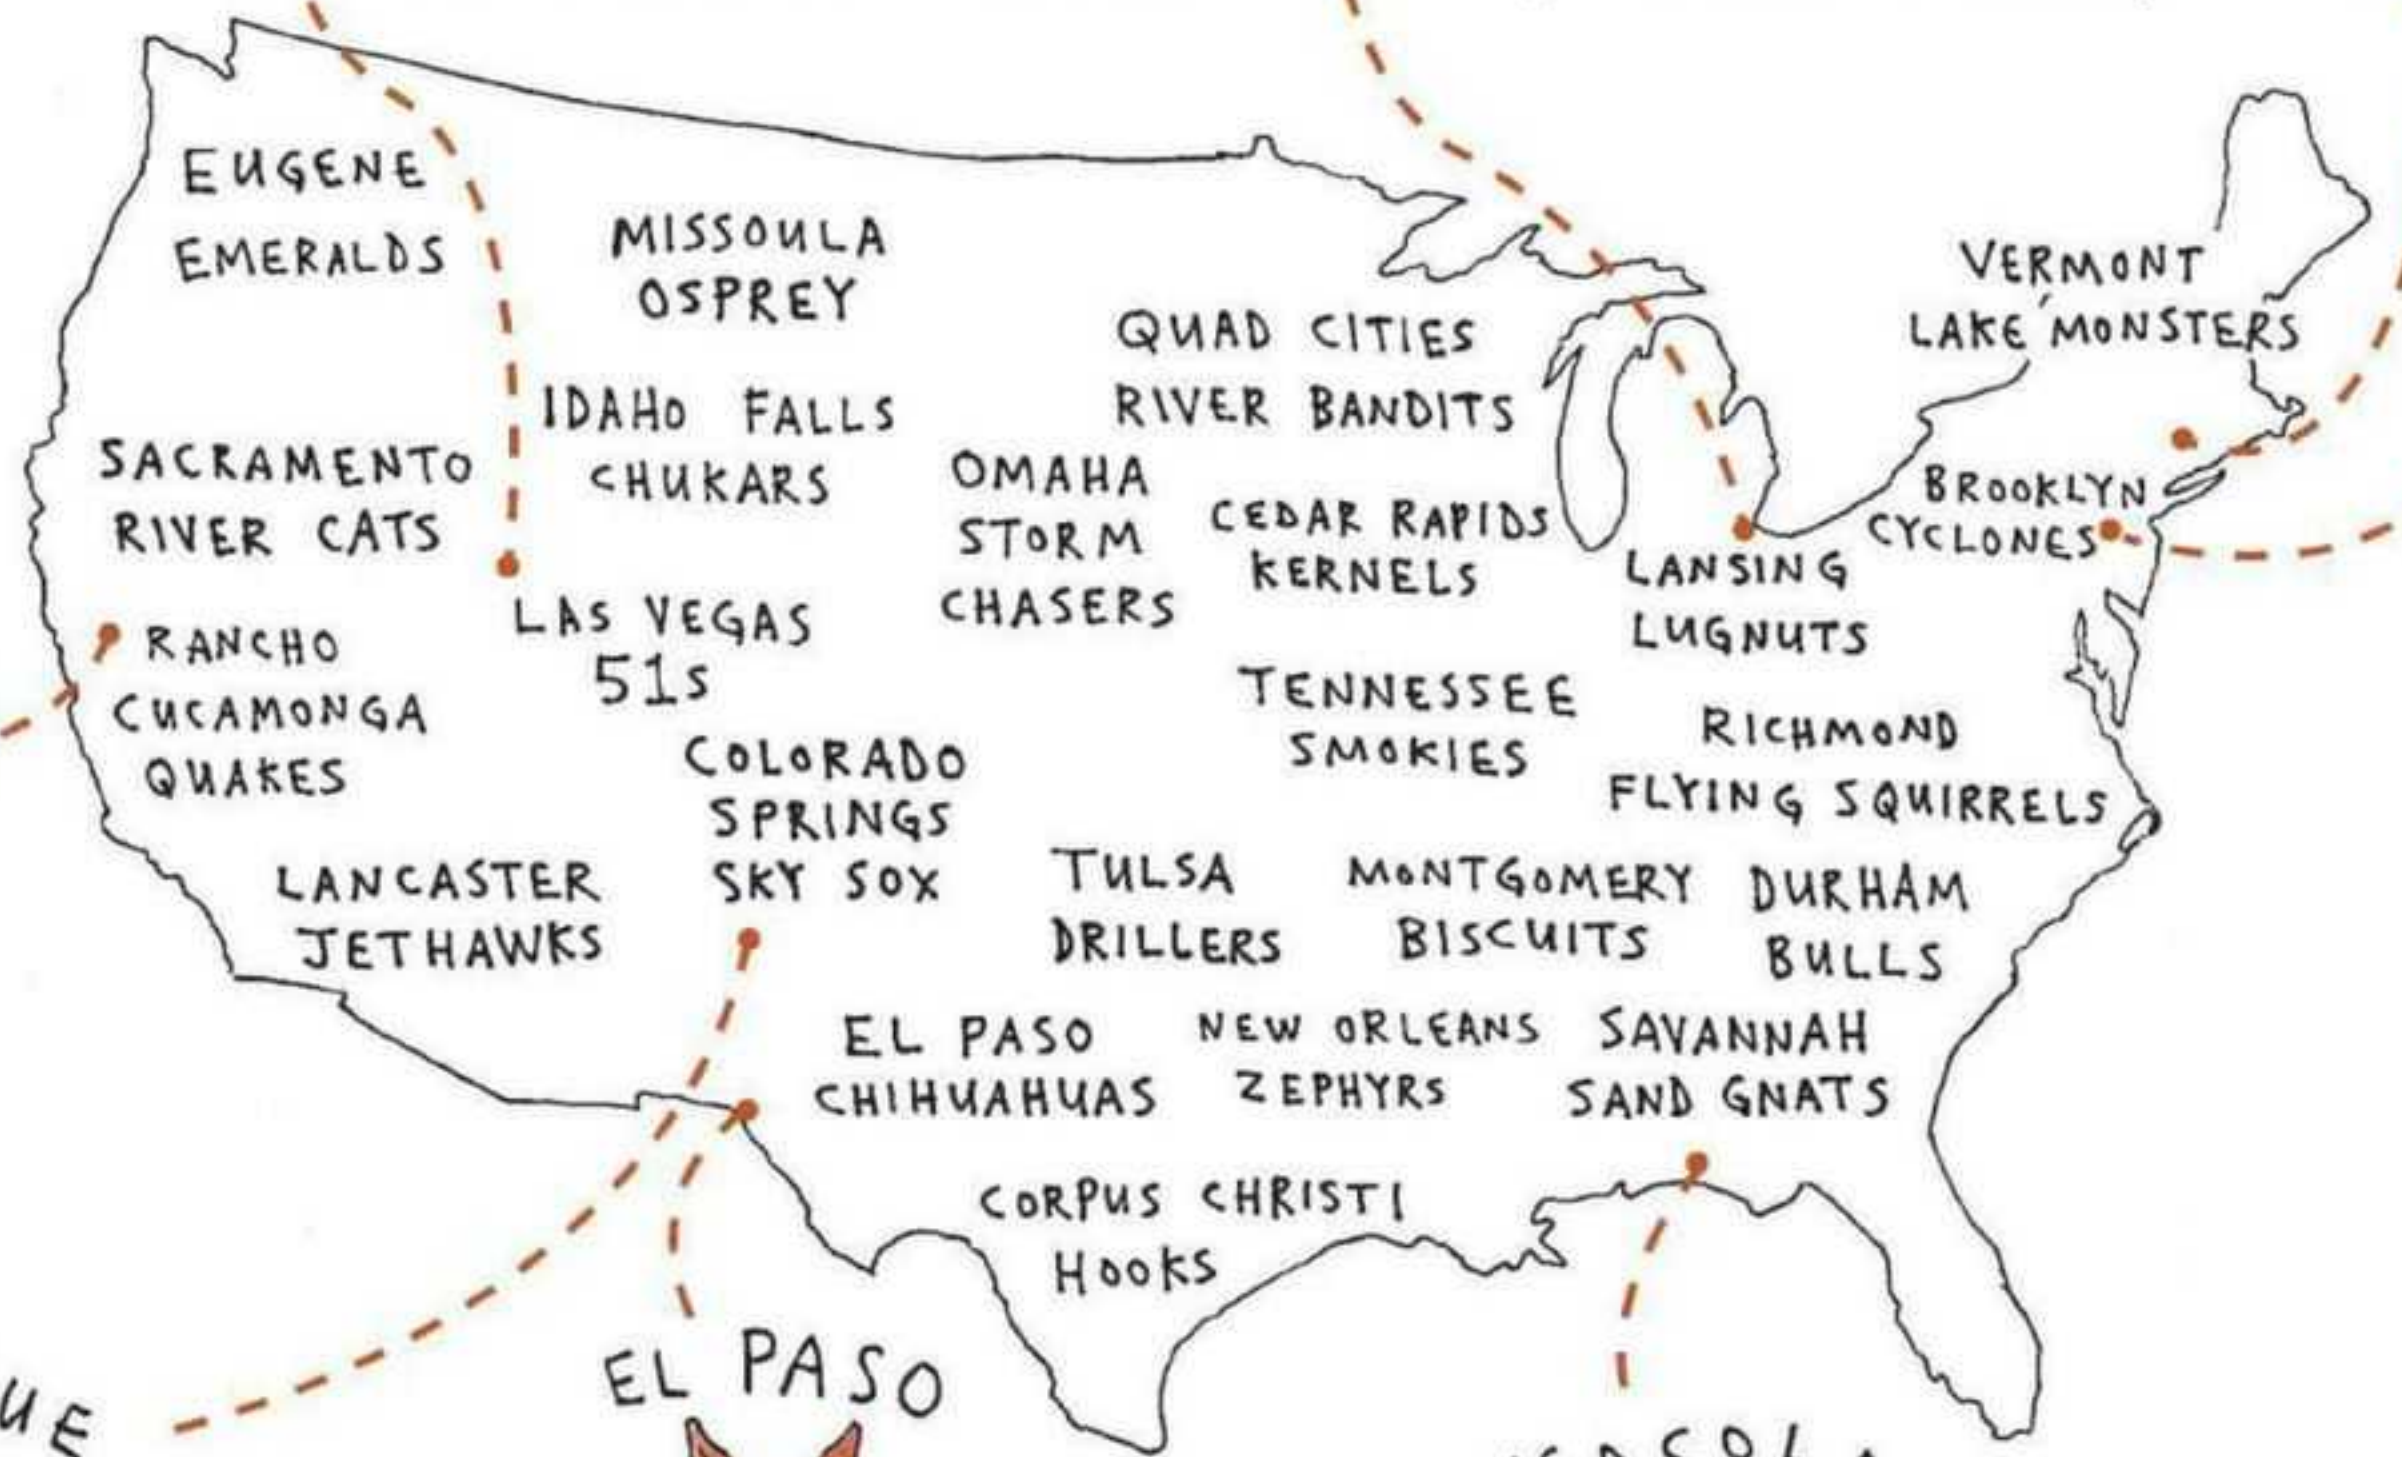 EUGENE
EMERALDS
MISSOULA
OSPREY
VERMONT
LAKE MONSTERS
QUAD CITIES
RIVER BANDITS
IDAHO FALLS
CHUKARS
SACRAMENTO
RIVER CATS
OMAHA
STORM
CHASERS
CEDAR RAPIDS
KERNELS
BROOKLYN
CYCLONES
LANSING
LUGNUTS
LAS VEGAS
51s
RANCHO
CUCAMONGA
QUAKES
TENNESSEE
SMOKIES
RICHMOND
FLYING SQUIRRELS
COLORADO
SPRINGS
SKY SOX
LANCASTER
JETHAWKS
TULSA
DRILLERS
MONTGOMERY
BISCUITS
DURHAM
BULLS
EL PASO
CHIHUAHUAS
NEW ORLEANS
ZEPHYRS
SAVANNAH
SAND GNATS
CORPUS CHRISTI
HOOKS
EL PASO
UE